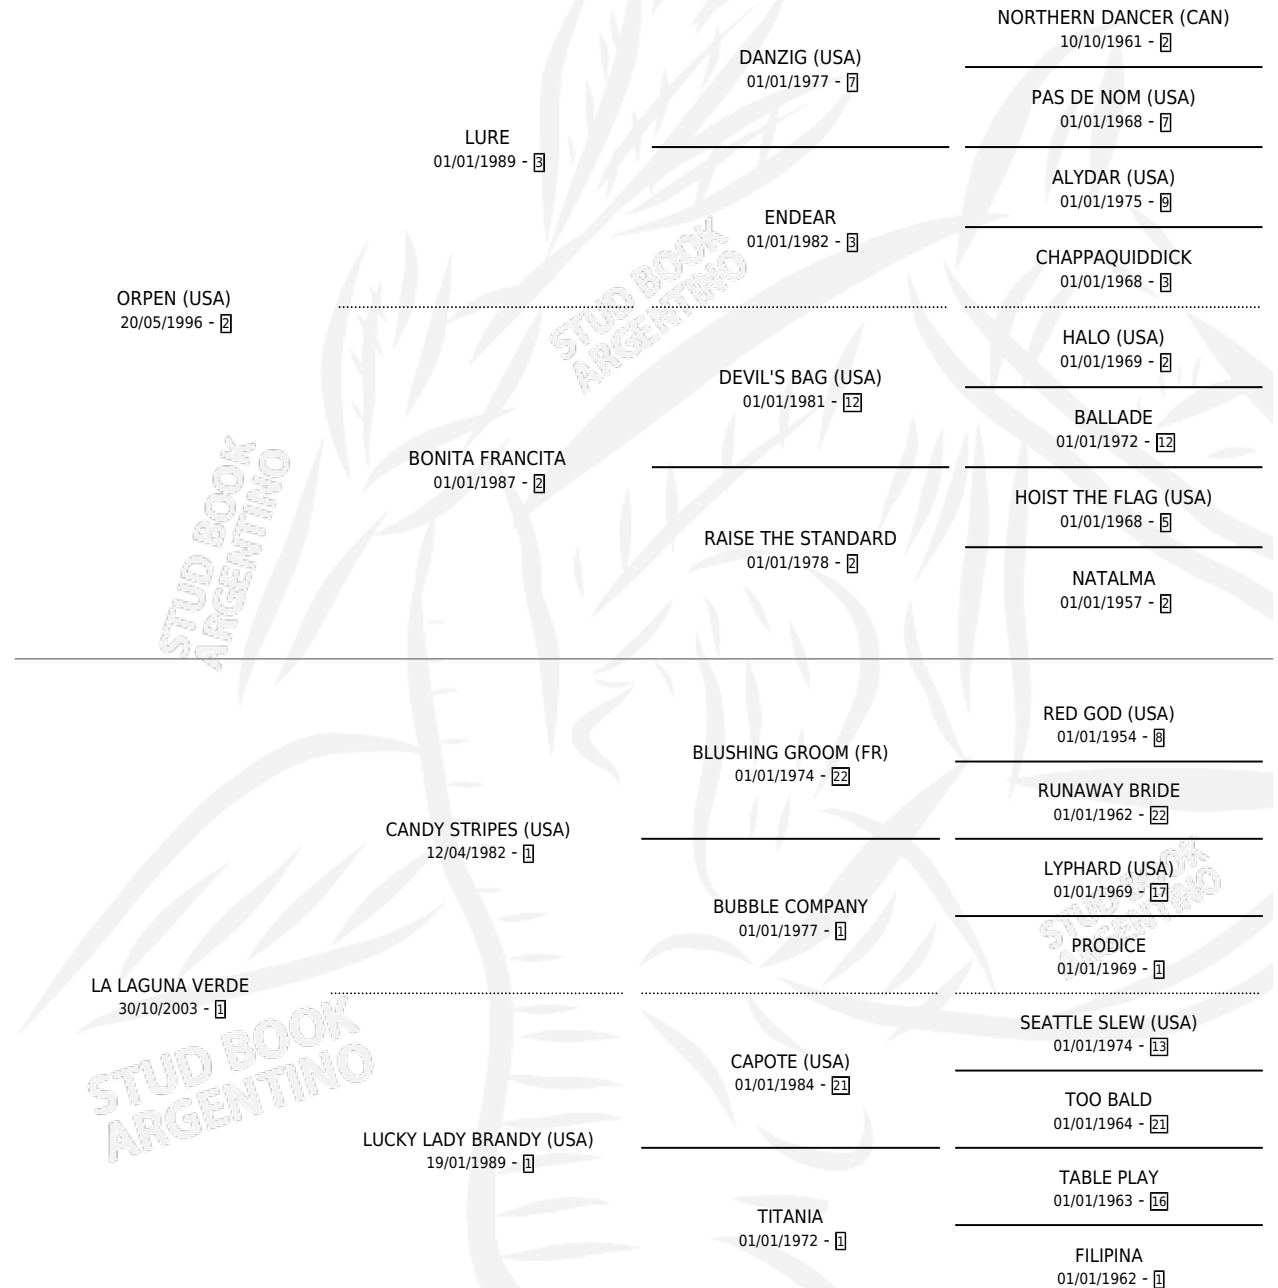 NORTHERN DANCER (CAN)
10/10/1961 - 2
DANZIG (USA)
01/01/1977 - 7
PAS DE NOM (USA)
01/01/1968 - 7
LURE
01/01/1989 - 3
ALYDAR (USA)
01/01/1975 - 9
ENDEAR
01/01/1982 - 3
CHAPPAQUIDDICK
01/01/1968 - 3
ORPEN (USA)
20/05/1996 - 2
STUD BOOK
ARGENTINO
HALO (USA)
01/01/1969 - 2
DEVIL'S BAG (USA)
01/01/1981 - 12
BALLADE
01/01/1972 - 12
BONITA FRANCITA
01/01/1987 - 2
HOIST THE FLAG (USA)
01/01/1968 - 5
RAISE THE STANDARD
01/01/1978 - 2
NATALMA
01/01/1957 - 2
STUD BOOK
ARGENTINO
RED GOD (USA)
01/01/1954 - 8
BLUSHING GROOM (FR)
01/01/1974 - 22
RUNAWAY BRIDE
01/01/1962 - 22
CANDY STRIPES (USA)
12/04/1982 - 1
LYPHARD (USA)
01/01/1969 - 17
BUBBLE COMPANY
01/01/1977 - 1
STUD BOOK
ARGENTINO
PRODICE
01/01/1969 - 1
LA LAGUNA VERDE
30/10/2003 - 1
STUD BOOK
ARGENTINO
SEATTLE SLEW (USA)
01/01/1974 - 13
CAPOTE (USA)
01/01/1984 - 21
TOO BALD
01/01/1964 - 21
LUCKY LADY BRANDY (USA)
19/01/1989 - 1
TABLE PLAY
01/01/1963 - 16
TITANIA
01/01/1972 - 1
FILIPINA
01/01/1962 - 1